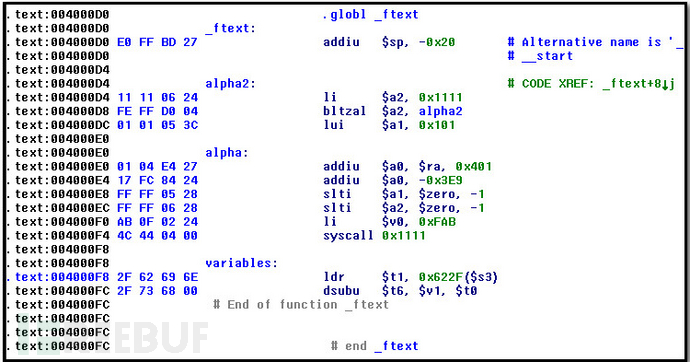 .text:004000D0 .globl _ftext
.text:004000D0 _ftext:
.text:004000D0 E0 FF BD 27 addiu $sp, -0x20 # Alternative name is '_
.text:004000D0 # __start
.text:004000D4
.text:004000D4 alpha2: # CODE XREF: _ftext+8↓j
.text:004000D4 11 11 06 24 li $a2, 0x1111
.text:004000D8 FE FF D0 04 bltzal $a2, alpha2
.text:004000DC 01 01 05 3C lui $a1, 0x101
.text:004000E0
.text:004000E0 alpha:
.text:004000E0 01 04 E4 27 addiu $a0, $ra, 0x401
.text:004000E4 17 FC 84 24 addiu $a0, -0x3E9
.text:004000E8 FF FF 05 28 slti $a1, $zero, -1
.text:004000EC FF FF 06 28 slti $a2, $zero, -1
.text:004000F0 AB 0F 02 24 li $v0, 0xFAB
.text:004000F4 4C 44 04 00 syscall 0x1111
.text:004000F8
.text:004000F8 variables:
.text:004000F8 2F 62 69 6E ldr $t1, 0x622F($s3)
.text:004000FC 2F 73 68 00 dsubu $t6, $v1, $t0
.text:004000FC # End of function _ftext
.text:004000FC
.text:004000FC
.text:004000FC # end _ftext